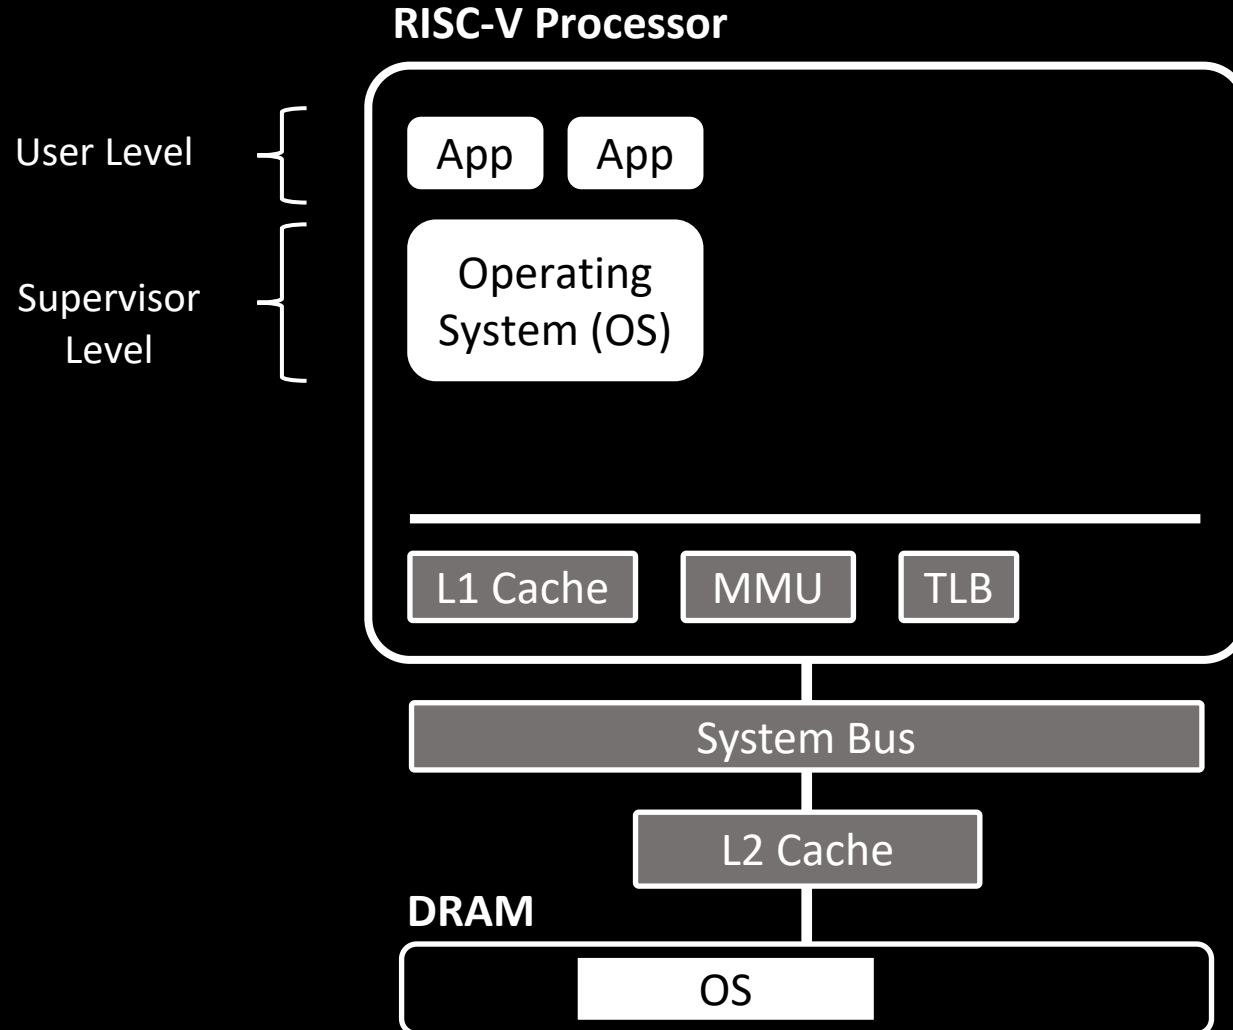 RISC-V Processor
User Level
App
App
Supervisor
Level
Operating
System (OS)
L1 Cache
MMU
TLB
System Bus
L2 Cache
DRAM
OS